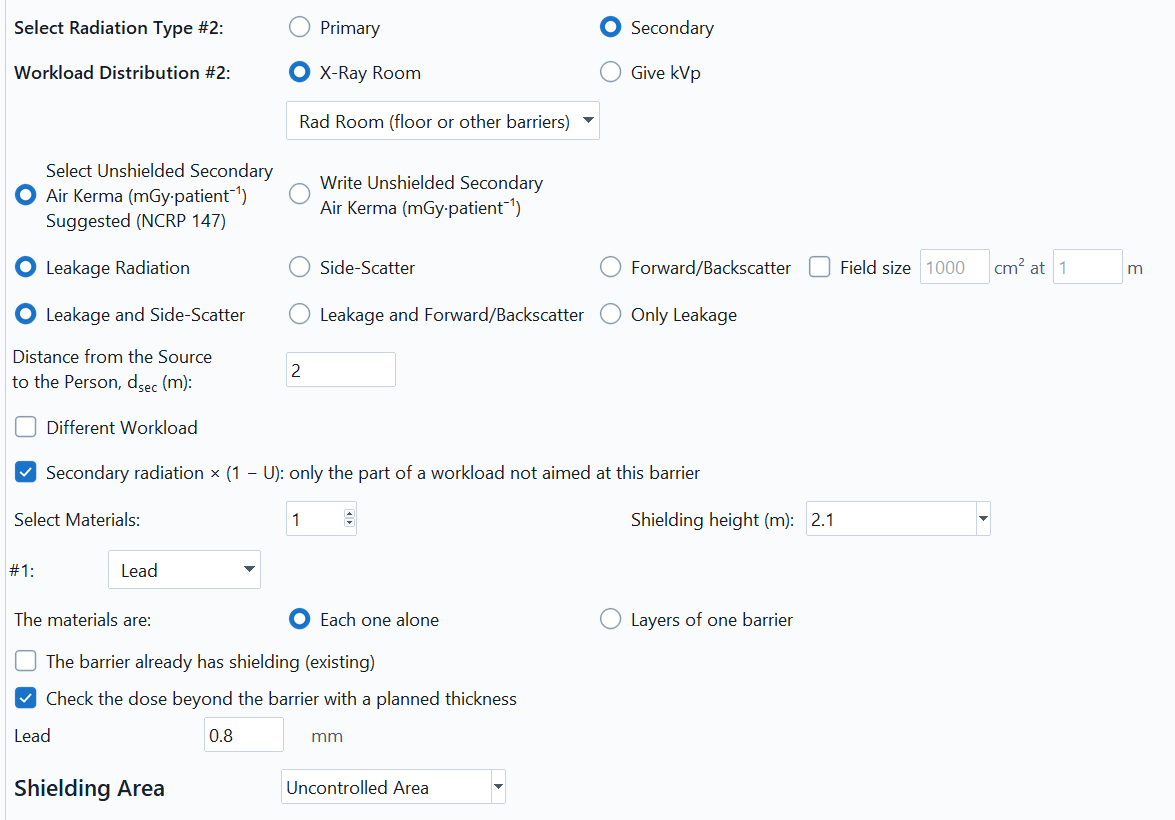 Select Radiation Type #2: Primary Secondary
Workload Distribution #2: X-Ray Room Give kVp
Rad Room (floor or other barriers)
Select Unshielded Secondary
Air Kerma (mGy·patient⁻¹)
Suggested (NCRP 147)
Write Unshielded Secondary
Air Kerma (mGy·patient⁻¹)
Leakage Radiation Side-Scatter Forward/Backscatter Field size 1000 cm² at 1 m
Leakage and Side-Scatter Leakage and Forward/Backscatter Only Leakage
Distance from the Source
to the Person, dsec (m): 2
Different Workload
Secondary radiation × (1 − U): only the part of a workload not aimed at this barrier
Select Materials: 1 Shielding height (m): 2.1
#1: Lead
The materials are: Each one alone Layers of one barrier
The barrier already has shielding (existing)
Check the dose beyond the barrier with a planned thickness
Lead 0.8 mm
Shielding Area Uncontrolled Area